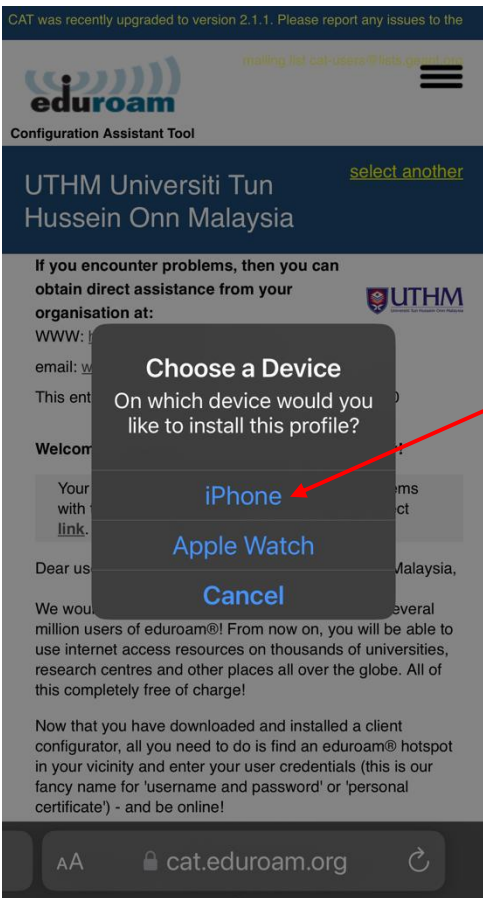 CAT was recently upgraded to version 2.1.1. Please report any issues to the
mailing list cat-users@lists.geant.org
eduroam
Configuration Assistant Tool
select another
UTHM Universiti Tun
Hussein Onn Malaysia
If you encounter problems, then you can
obtain direct assistance from your
organisation at:
UTHM
WWW:
email:
This
Choose a Device
On which device would you
like to install this profile?
iPhone
Apple Watch
Cancel
Your
with
link.
Dear
Malaysia,
million users of eduroam®! From now on, you will be able to
use internet access resources on thousands of universities,
research centres and other places all over the globe. All of
this completely free of charge!
Now that you have downloaded and installed a client
configurator, all you need to do is find an eduroam® hotspot
in your vicinity and enter your user credentials (this is our
fancy name for 'username and password' or 'personal
certificate') - and be online!
AA cat.eduroam.org